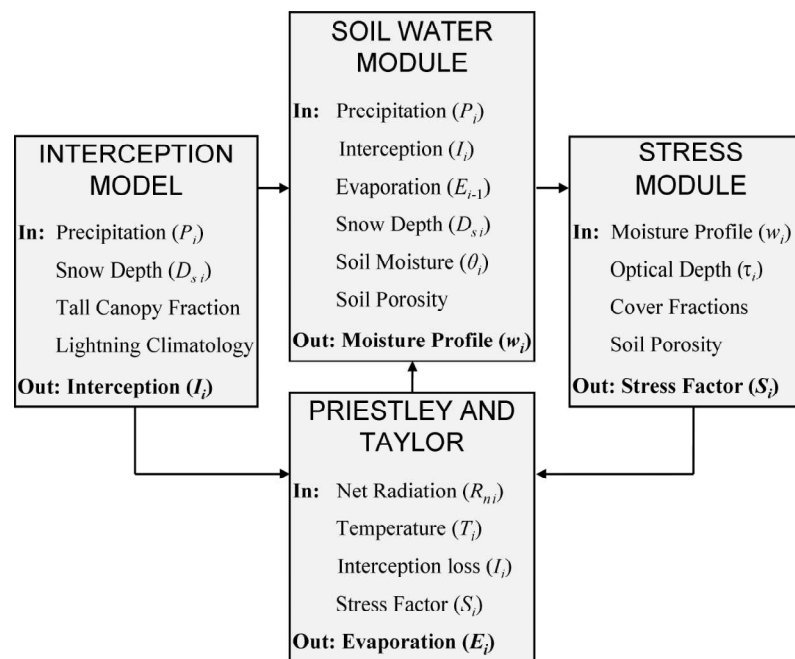 SOIL WATER
MODULE
In: Precipitation (Pᵢ)
Interception (Iᵢ)
Evaporation (Eᵢ₋₁)
Snow Depth (Dₛᵢ)
Soil Moisture (θᵢ)
Soil Porosity
Out: Moisture Profile (wᵢ)
INTERCEPTION
MODEL
In: Precipitation (Pᵢ)
Snow Depth (Dₛᵢ)
Tall Canopy Fraction
Lightning Climatology
Out: Interception (Iᵢ)
STRESS
MODULE
In: Moisture Profile (wᵢ)
Optical Depth (τᵢ)
Cover Fractions
Soil Porosity
Out: Stress Factor (Sᵢ)
PRIESTLEY AND
TAYLOR
In: Net Radiation (Rₙᵢ)
Temperature (Tᵢ)
Interception loss (Iᵢ)
Stress Factor (Sᵢ)
Out: Evaporation (Eᵢ)